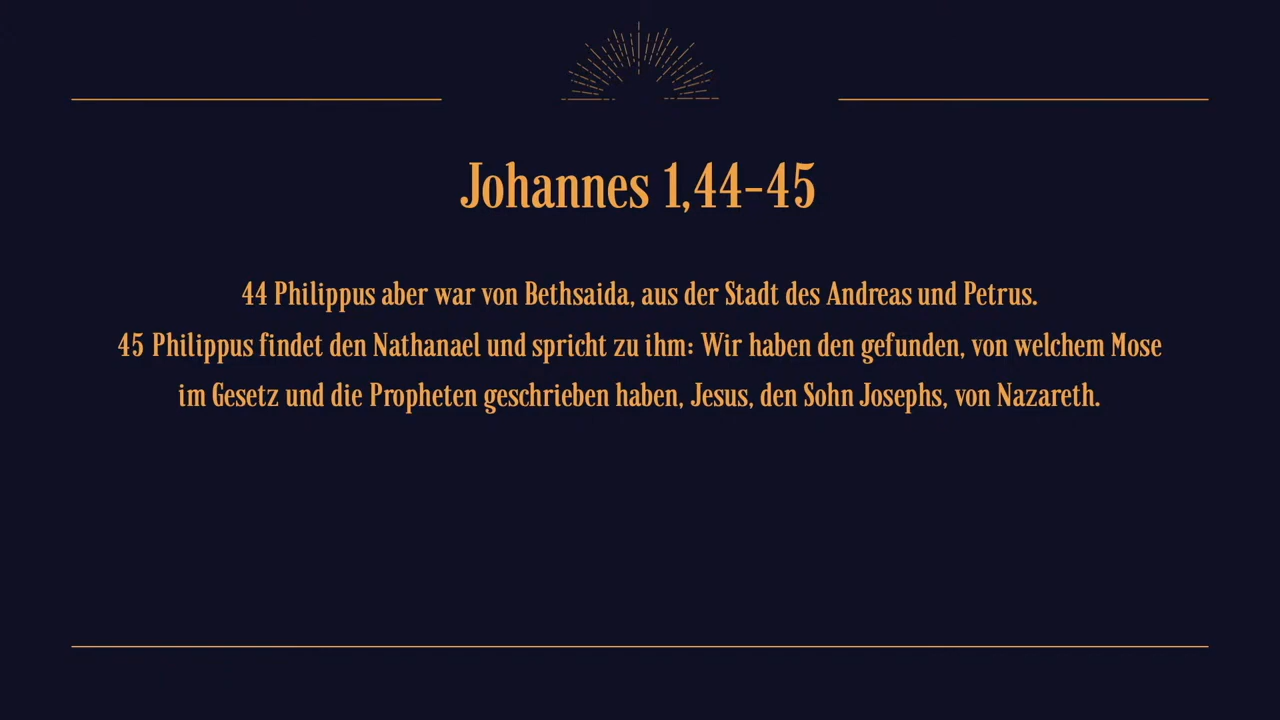 Johannes 1,44-45
44 Philippus aber war von Bethsaida, aus der Stadt des Andreas und Petrus.
45 Philippus findet den Nathanael und spricht zu ihm: Wir haben den gefunden, von welchem Mose
im Gesetz und die Propheten geschrieben haben, Jesus, den Sohn Josephs, von Nazareth.